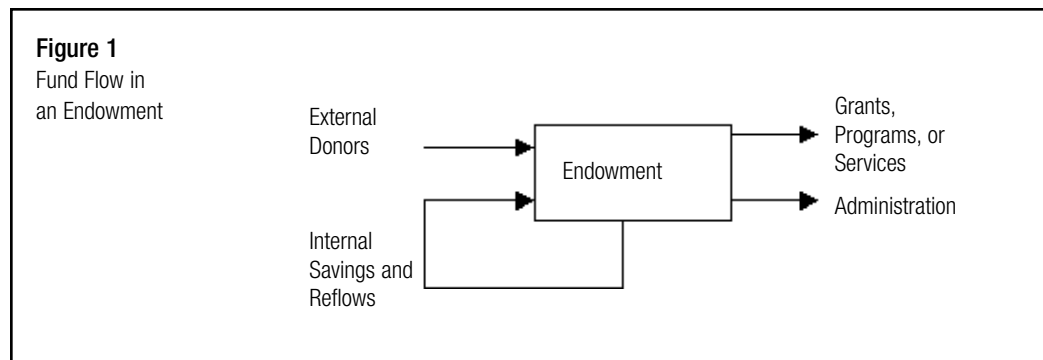 Figure 1
Fund Flow in
an Endowment
External
Donors
Internal
Savings and
Reflows
Endowment
Grants,
Programs, or
Services
Administration